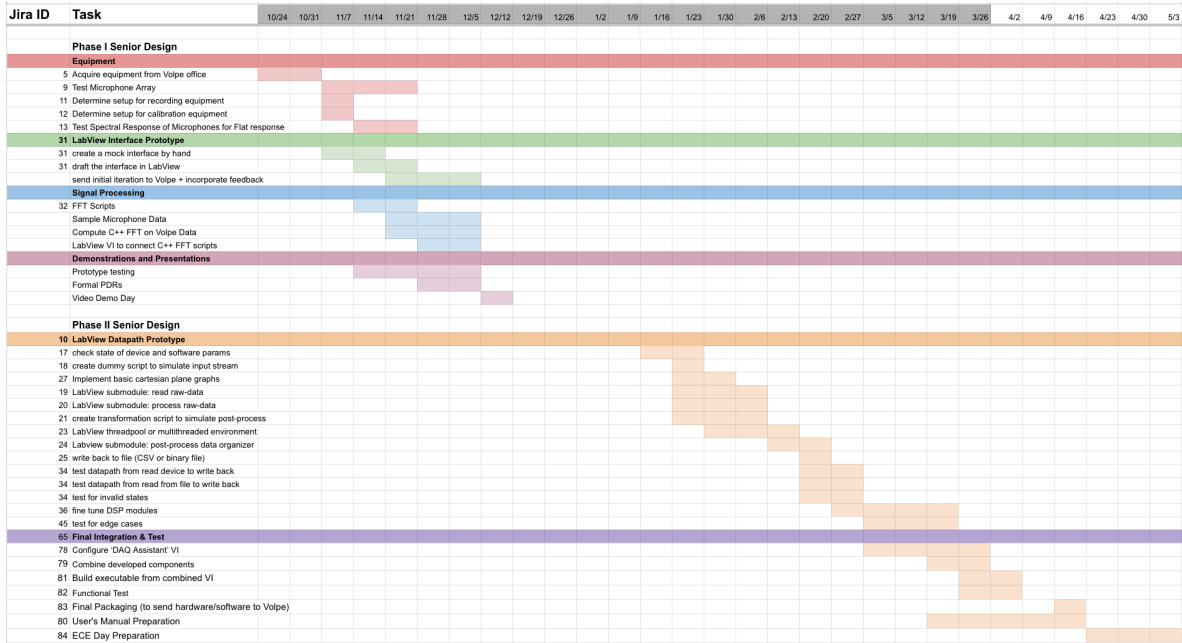 Jira ID Task 10/24 10/31 11/7 11/14 11/21 11/28 12/5 12/12 12/19 12/26 1/2 1/9 1/16 1/23 1/30 2/6 2/13 2/20 2/27 3/5 3/12 3/19 3/26 4/2 4/9 4/16 4/23 4/30 5/3
Phase I Senior Design
Equipment
5 Acquire equipment from Volpe office
9 Test Microphone Array
11 Determine setup for recording equipment
12 Determine setup for calibration equipment
13 Test Spectral Response of Microphones for Flat response
31 LabView Interface Prototype
31 create a mock interface by hand
31 draft the interface in LabView
send initial iteration to Volpe + incorporate feedback
Signal Processing
32 FFT Scripts
Sample Microphone Data
Compute C++ FFT on Volpe Data
LabView VI to connect C++ FFT scripts
Demonstrations and Presentations
Prototype testing
Formal PDRs
Video Demo Day
Phase II Senior Design
10 LabView Datapath Prototype
17 check state of device and software params
18 create dummy script to simulate input stream
27 Implement basic cartesian plane graphs
19 LabView submodule: read raw-data
20 LabView submodule: process raw-data
21 create transformation script to simulate post-process
23 LabView threadpool or multithreaded environment
24 Labview submodule: post-process data organizer
25 write back to file (CSV or binary file)
34 test datapath from read device to write back
34 test datapath from read from file to write back
34 test for invalid states
36 fine tune DSP modules
45 test for edge cases
65 Final Integration & Test
78 Configure 'DAQ Assistant' VI
79 Combine developed components
81 Build executable from combined VI
82 Functional Test
83 Final Packaging (to send hardware/software to Volpe)
80 User's Manual Preparation
84 ECE Day Preparation